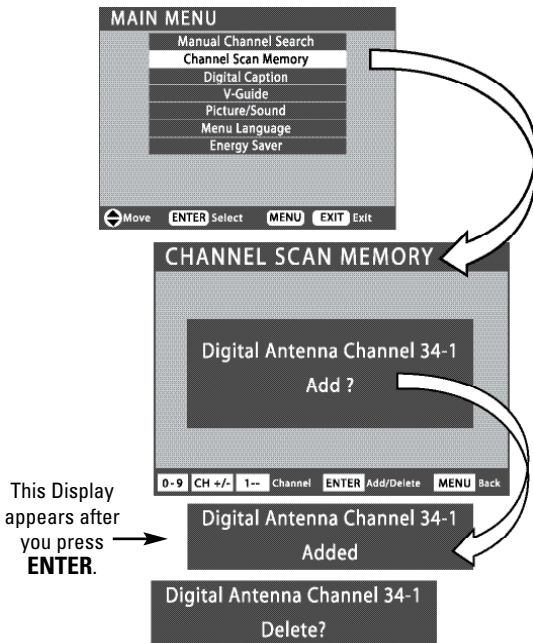 MAIN MENU
Manual Channel Search
Channel Scan Memory
Digital Caption
V-Guide
Picture/Sound
Menu Language
Energy Saver
Move ENTER Select MENU EXIT Exit
CHANNEL SCAN MEMORY
Digital Antenna Channel 34-1
Add ?
0-9 CH +/- 1-- Channel ENTER Add/Delete MENU Back
This Display
appears after
you press
ENTER.
Digital Antenna Channel 34-1
Added
Digital Antenna Channel 34-1
Delete?